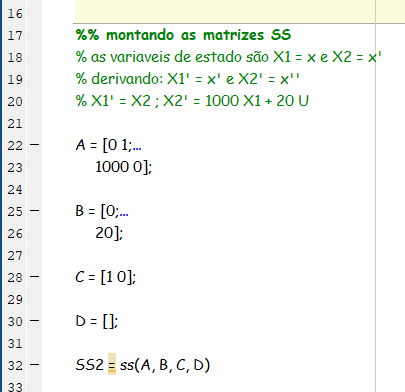 16
17 %% montando as matrizes SS
18 % as variaveis de estado são X1 = x e X2 = x'
19 % derivando: X1' = x' e X2' = x''
20 % X1' = X2 ; X2' = 1000 X1 + 20 U
21
22 – A = [0 1;...
23 1000 0];
24
25 – B = [0;...
26 20];
27
28 – C = [1 0];
29
30 – D = [];
31
32 – SS2 = ss(A, B, C, D)
33